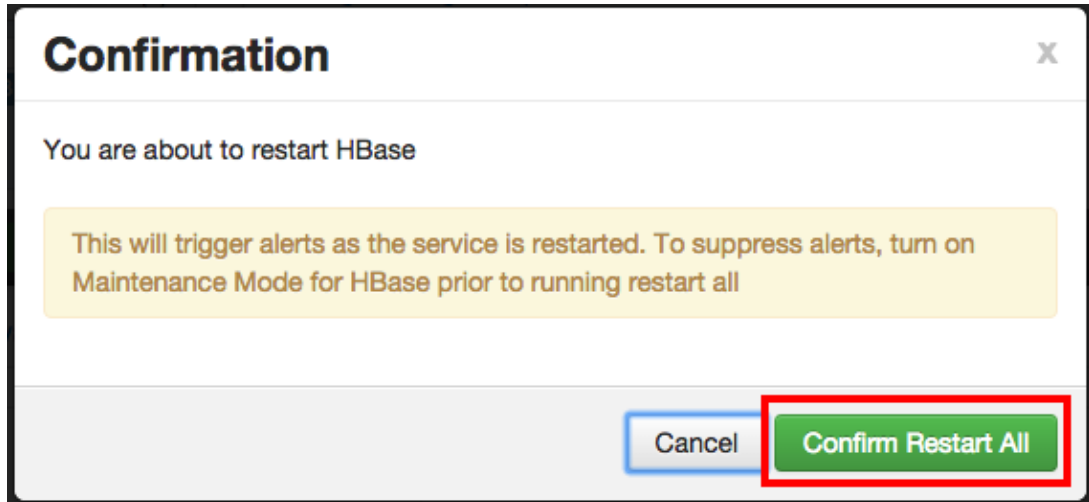 Confirmation
x
You are about to restart HBase
This will trigger alerts as the service is restarted. To suppress alerts, turn on
Maintenance Mode for HBase prior to running restart all
Cancel
Confirm Restart All